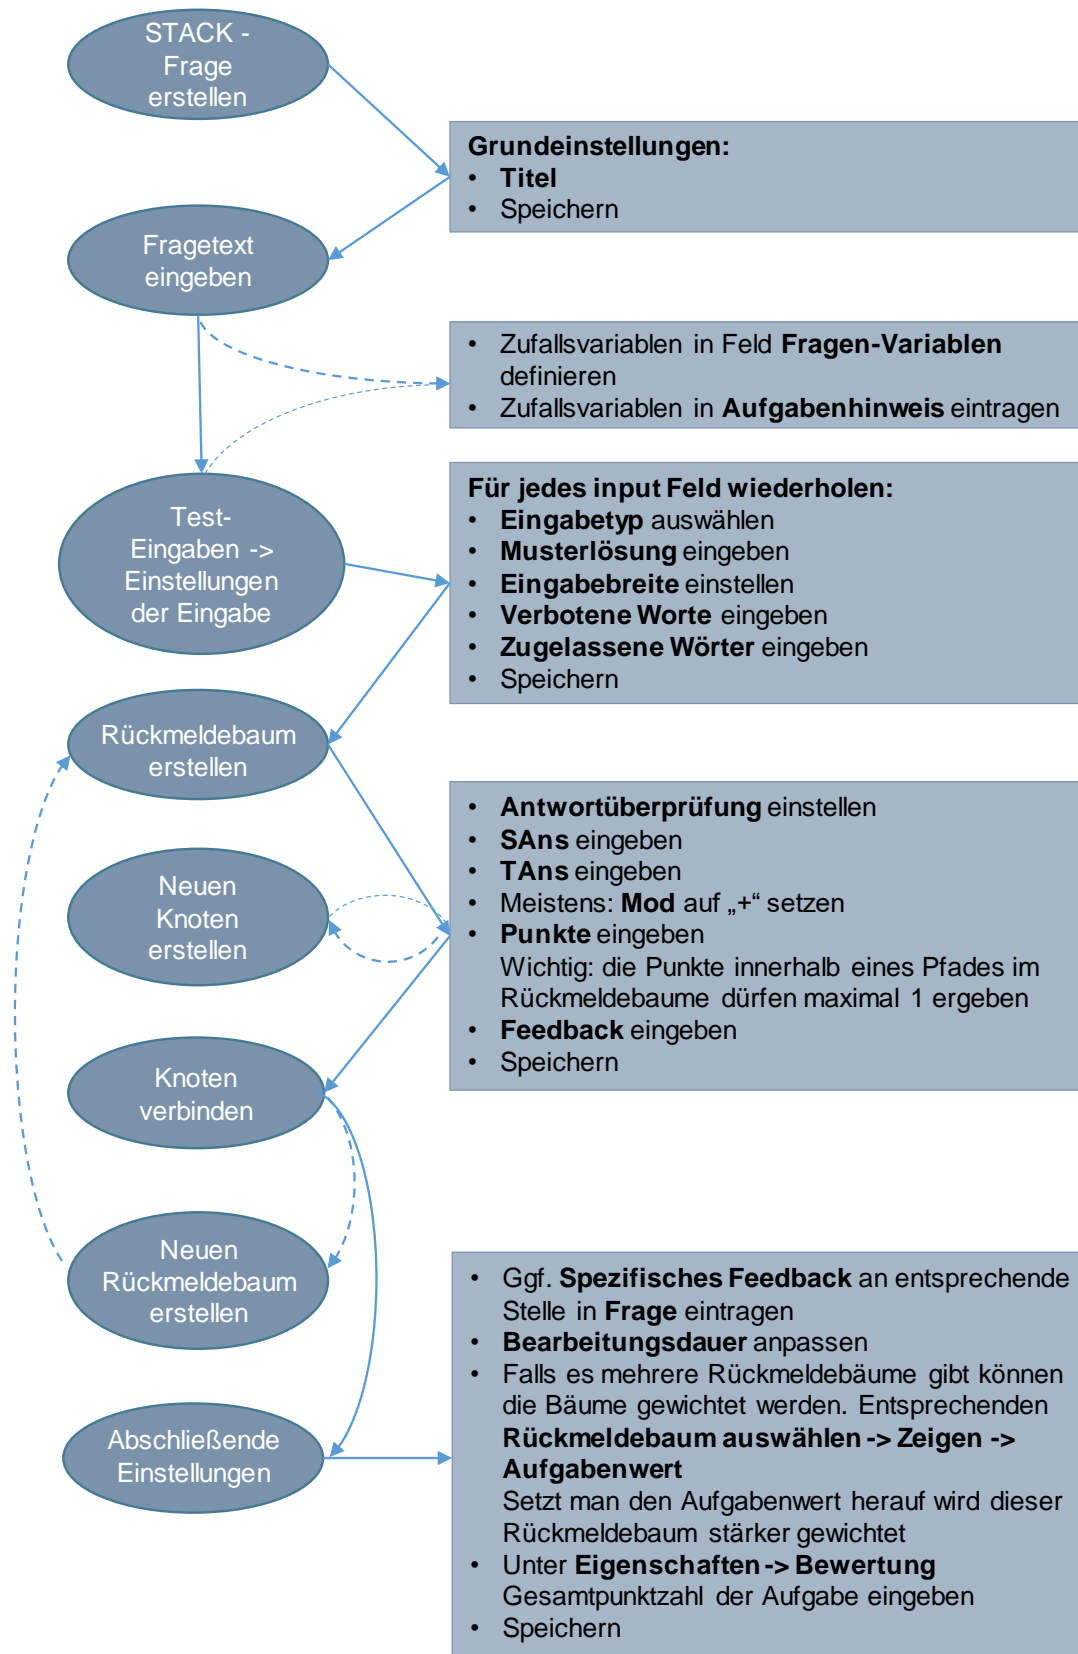 STACK -
Frage
erstellen
Grundeinstellungen:
• Titel
• Speichern
Fragetext
eingeben
• Zufallsvariablen in Feld Fragen-Variablen
definieren
• Zufallsvariablen in Aufgabenhinweis eintragen
Test-
Eingaben ->
Einstellungen
der Eingabe
Für jedes input Feld wiederholen:
• Eingabetyp auswählen
• Musterlösung eingeben
• Eingabebreite einstellen
• Verbotene Worte eingeben
• Zugelassene Wörter eingeben
• Speichern
Rückmeldebaum
erstellen
• Antwortüberprüfung einstellen
• SAns eingeben
• TAns eingeben
• Meistens: Mod auf „+“ setzen
• Punkte eingeben
Wichtig: die Punkte innerhalb eines Pfades im
Rückmeldebaume dürfen maximal 1 ergeben
• Feedback eingeben
• Speichern
Neuen
Knoten
erstellen
Knoten
verbinden
Neuen
Rückmeldebaum
erstellen
Abschließende
Einstellungen
• Ggf. Spezifisches Feedback an entsprechende
Stelle in Frage eintragen
• Bearbeitungsdauer anpassen
• Falls es mehrere Rückmeldebäume gibt können
die Bäume gewichtet werden. Entsprechenden
Rückmeldebaum auswählen -> Zeigen ->
Aufgabenwert
Setzt man den Aufgabenwert herauf wird dieser
Rückmeldebaum stärker gewichtet
• Unter Eigenschaften -> Bewertung
Gesamtpunktzahl der Aufgabe eingeben
• Speichern